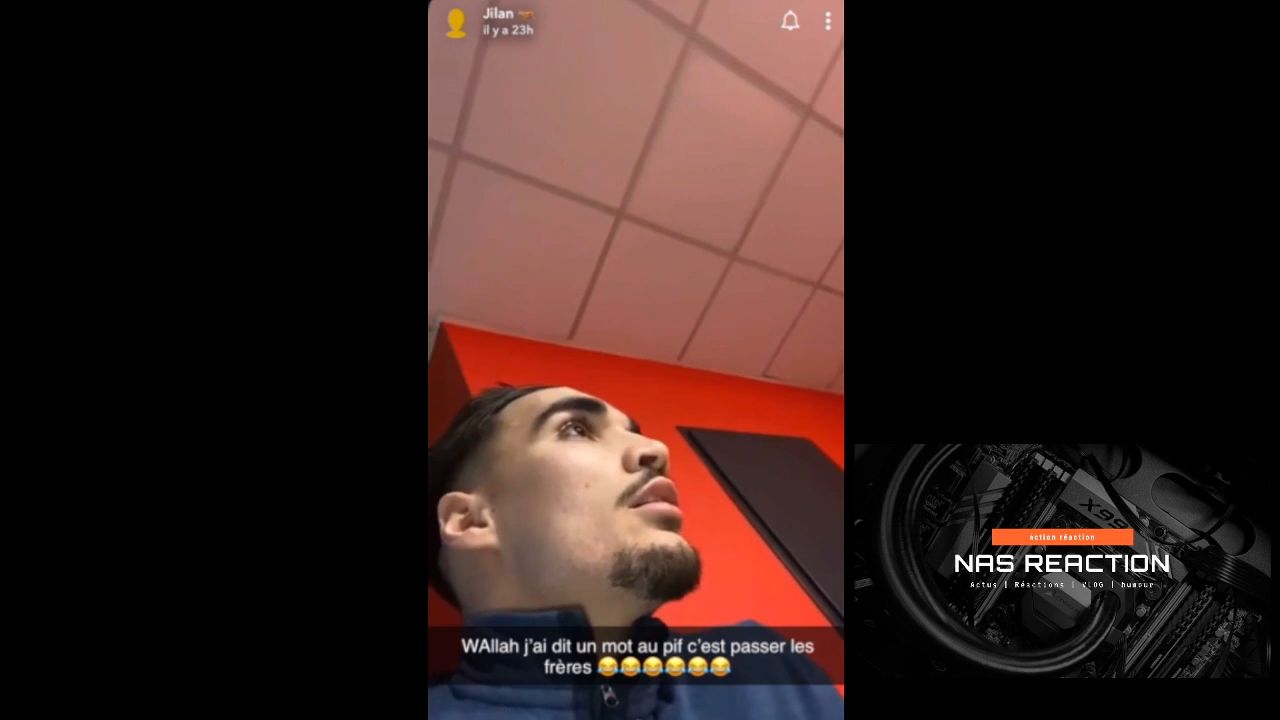 Jilan
il y a 23h
WAllah j'ai dit un mot au pif c'est passer les
frères 😂😂😂😂😂😂
X99
action réaction
NAS REACTION
Actus | Réactions | VLOG | humour